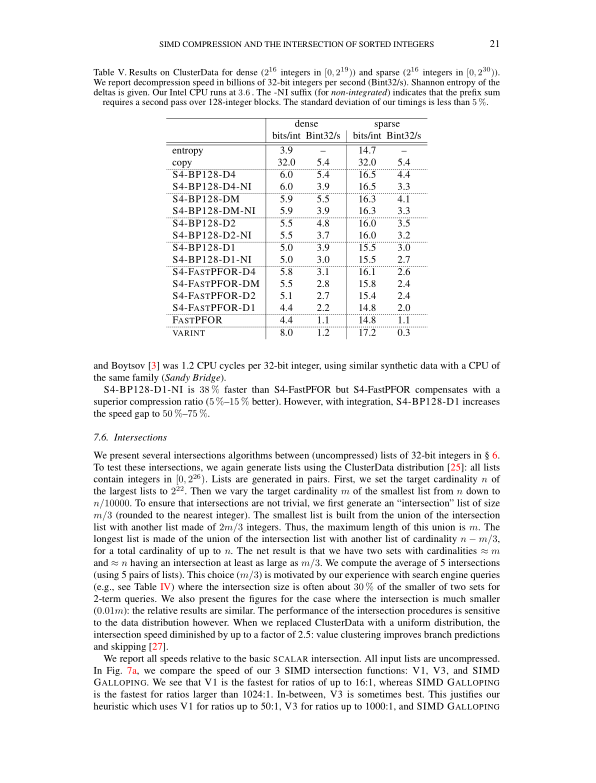 SIMD COMPRESSION AND THE INTERSECTION OF SORTED INTEGERS 21
Table V. Results on ClusterData for dense (2^16 integers in [0, 2^19)) and sparse (2^16 integers in [0, 2^30)).
We report decompression speed in billions of 32-bit integers per second (Bint32/s). Shannon entropy of the
deltas is given. Our Intel CPU runs at 3.6 . The -NI suffix (for non-integrated) indicates that the prefix sum
requires a second pass over 128-integer blocks. The standard deviation of our timings is less than 5 %.
dense sparse
bits/int Bint32/s bits/int Bint32/s
entropy 3.9 – 14.7 –
copy 32.0 5.4 32.0 5.4
S4-BP128-D4 6.0 5.4 16.5 4.4
S4-BP128-D4-NI 6.0 3.9 16.5 3.3
S4-BP128-DM 5.9 5.5 16.3 4.1
S4-BP128-DM-NI 5.9 3.9 16.3 3.3
S4-BP128-D2 5.5 4.8 16.0 3.5
S4-BP128-D2-NI 5.5 3.7 16.0 3.2
S4-BP128-D1 5.0 3.9 15.5 3.0
S4-BP128-D1-NI 5.0 3.0 15.5 2.7
S4-FASTPFOR-D4 5.8 3.1 16.1 2.6
S4-FASTPFOR-DM 5.5 2.8 15.8 2.4
S4-FASTPFOR-D2 5.1 2.7 15.4 2.4
S4-FASTPFOR-D1 4.4 2.2 14.8 2.0
FASTPFOR 4.4 1.1 14.8 1.1
VARINT 8.0 1.2 17.2 0.3
and Boytsov [3] was 1.2 CPU cycles per 32-bit integer, using similar synthetic data with a CPU of
the same family (Sandy Bridge).
S4-BP128-D1-NI is 38 % faster than S4-FastPFOR but S4-FastPFOR compensates with a
superior compression ratio (5 %–15 % better). However, with integration, S4-BP128-D1 increases
the speed gap to 50 %–75 %.
7.6. Intersections
We present several intersections algorithms between (uncompressed) lists of 32-bit integers in § 6.
To test these intersections, we again generate lists using the ClusterData distribution [25]: all lists
contain integers in [0, 2^26). Lists are generated in pairs. First, we set the target cardinality n of
the largest lists to 2^22. Then we vary the target cardinality m of the smallest list from n down to
n/10000. To ensure that intersections are not trivial, we first generate an “intersection” list of size
m/3 (rounded to the nearest integer). The smallest list is built from the union of the intersection
list with another list made of 2m/3 integers. Thus, the maximum length of this union is m. The
longest list is made of the union of the intersection list with another list of cardinality n − m/3,
for a total cardinality of up to n. The net result is that we have two sets with cardinalities ≈ m
and ≈ n having an intersection at least as large as m/3. We compute the average of 5 intersections
(using 5 pairs of lists). This choice (m/3) is motivated by our experience with search engine queries
(e.g., see Table IV) where the intersection size is often about 30 % of the smaller of two sets for
2-term queries. We also present the figures for the case where the intersection is much smaller
(0.01m): the relative results are similar. The performance of the intersection procedures is sensitive
to the data distribution however. When we replaced ClusterData with a uniform distribution, the
intersection speed diminished by up to a factor of 2.5: value clustering improves branch predictions
and skipping [27].
We report all speeds relative to the basic SCALAR intersection. All input lists are uncompressed.
In Fig. 7a, we compare the speed of our 3 SIMD intersection functions: V1, V3, and SIMD
GALLOPING. We see that V1 is the fastest for ratios of up to 16:1, whereas SIMD GALLOPING
is the fastest for ratios larger than 1024:1. In-between, V3 is sometimes best. This justifies our
heuristic which uses V1 for ratios up to 50:1, V3 for ratios up to 1000:1, and SIMD GALLOPING